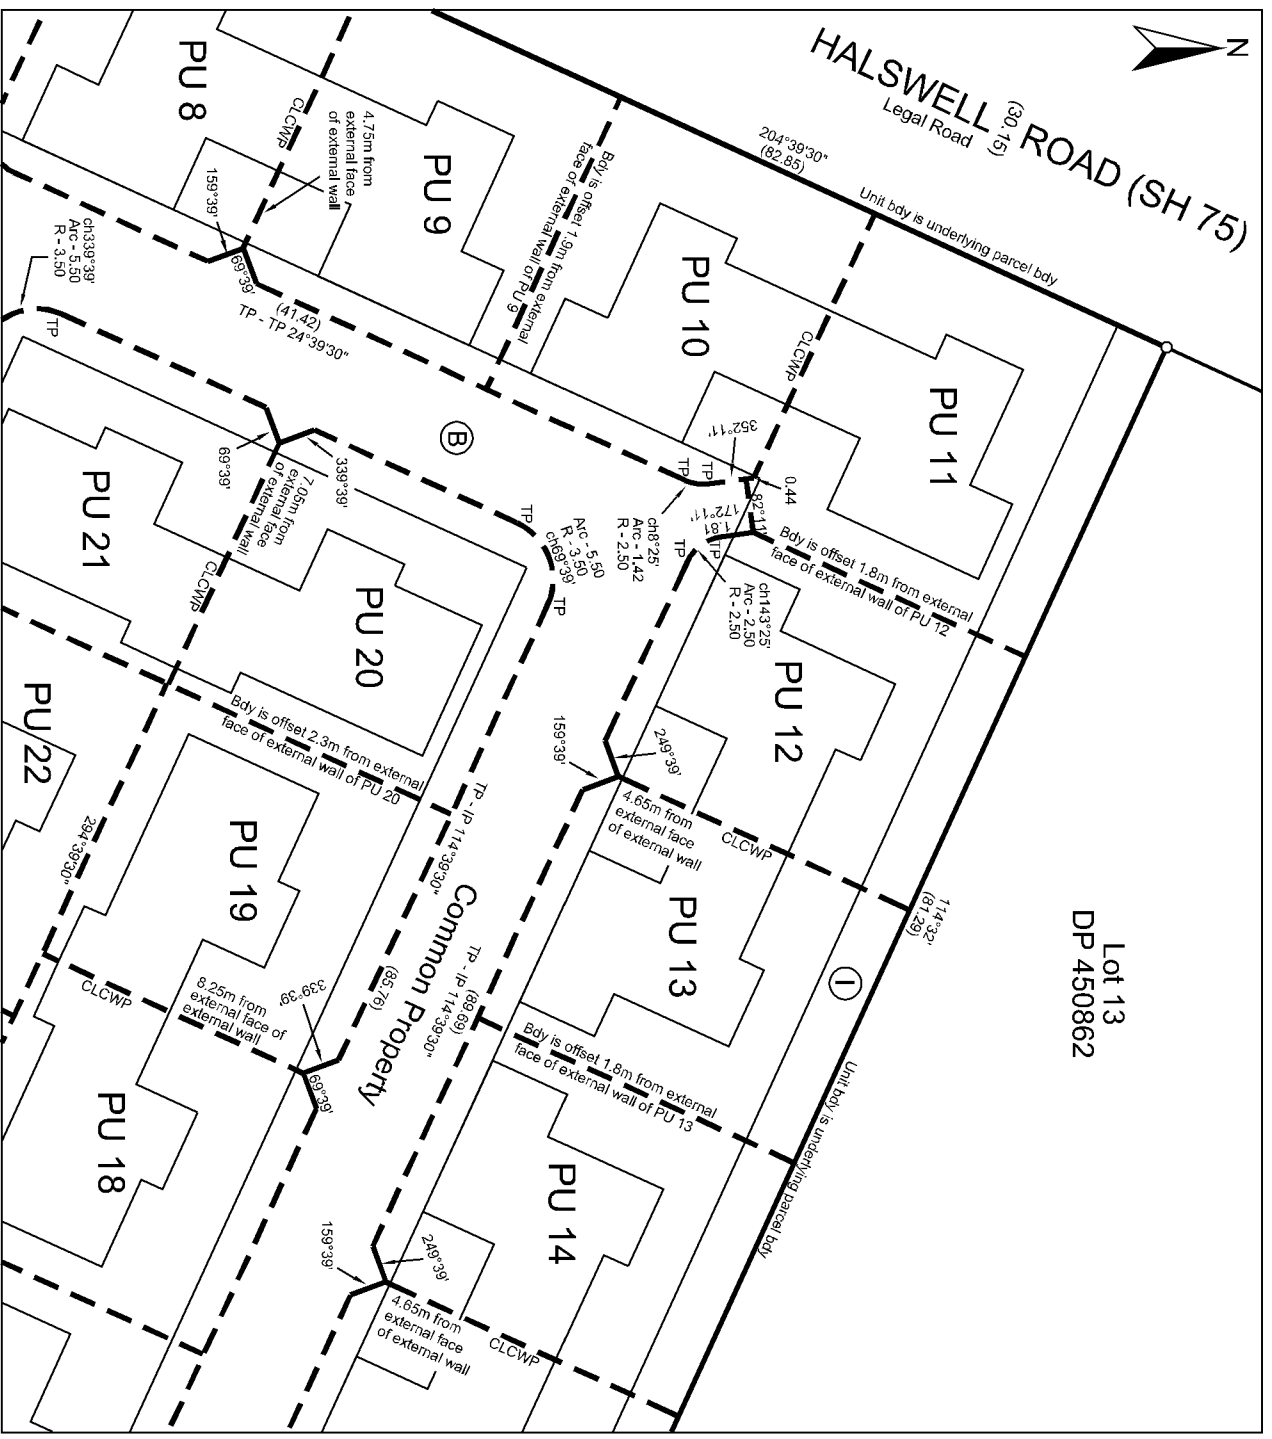 N
HALSWELL ROAD (SH 75)
(30.15)
Legal Road
204°39'30"
(82.85)
Unit bdy is underlying parcel bdy
Lot 13
DP 450862
114°32'
(81.29)
Unit bdy is underlying parcel bdy
I
PU 8
CLCWP
4.75m from
external face
of external wall
159°39'
69°39'
PU 9
Bdy is offset 1.9m from external
face of external wall of PU 9
(41.42)
TP - TP 24°39'30"
ch339°39'
Arc - 5.50
R - 3.50
TP
PU 10
CLCWP
PU 11
352°11'
TP
TP
0.44
82°11'
172°11'
1.81
TP
TP
ch8°25'
Arc - 1.42
R - 2.50
ch143°25'
Arc - 2.50
R - 2.50
Bdy is offset 1.8m from external
face of external wall of PU 12
PU 12
B
69°39'
339°39'
7.05m from
external face
of external wall
CLCWP
PU 21
TP
Arc - 5.50
R - 3.50
ch69°39'
TP
PU 20
249°39'
159°39'
4.65m from
external face
of external wall
CLCWP
PU 13
PU 22
Bdy is offset 2.3m from external
face of external wall of PU 20
TP - IP 114°39'30"
(85.76)
Common Property
TP - IP 114°39'30"
(89.69)
294°39'30"
PU 19
CLCWP
8.25m from
external face of
external wall
339°39'
69°39'
PU 18
Bdy is offset 1.8m from external
face of external wall of PU 13
PU 14
249°39'
159°39'
4.65m from
external face
of external wall
CLCWP